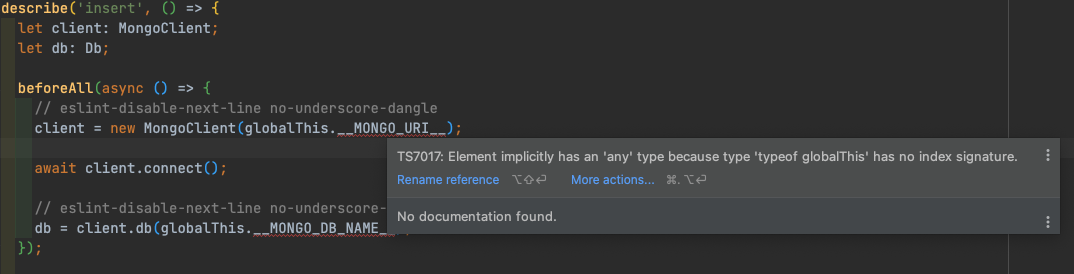 describe('insert', () => {
let client: MongoClient;
let db: Db;
beforeAll(async () => {
// eslint-disable-next-line no-underscore-dangle
client = new MongoClient(globalThis.__MONGO_URI__);
TS7017: Element implicitly has an 'any' type because type 'typeof globalThis' has no index signature.
Rename reference ⌥⇧⏎ More actions... ⌘. ⌥⏎
No documentation found.
await client.connect();
// eslint-disable-next-line no-underscore-
db = client.db(globalThis.__MONGO_DB_NAME_
});